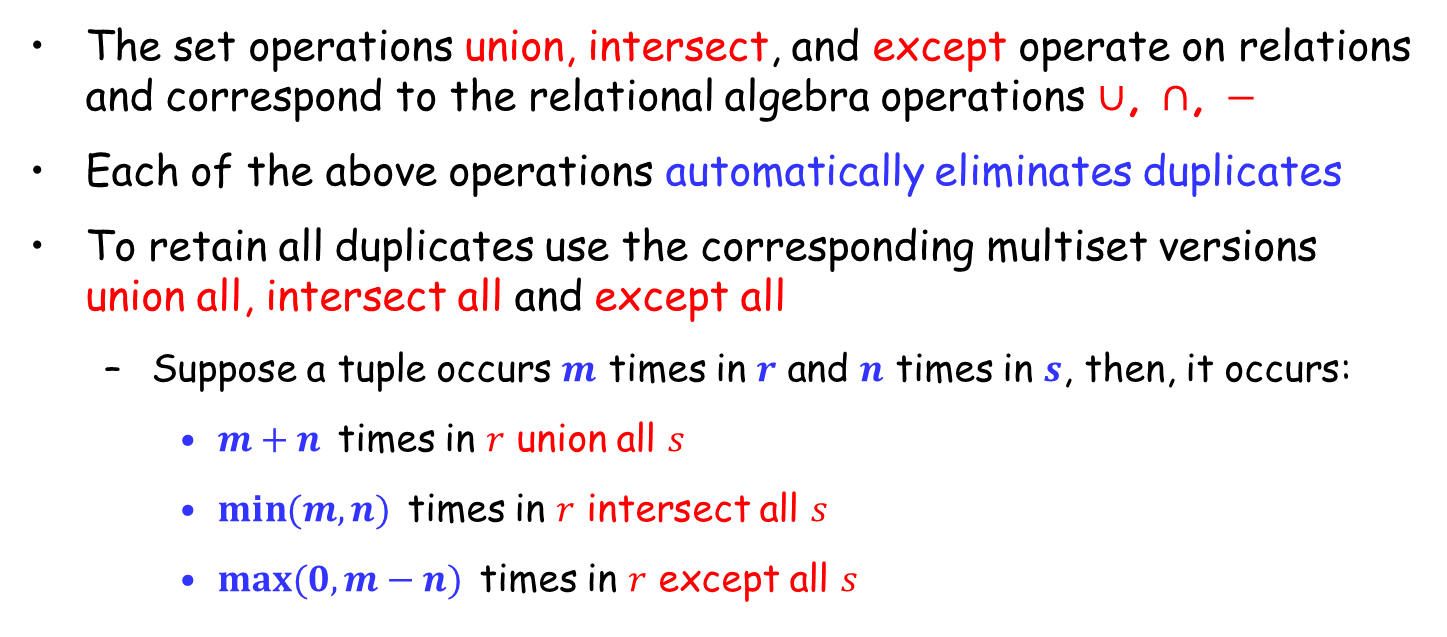 • The set operations union, intersect, and except operate on relations
and correspond to the relational algebra operations ∪, ∩, −
• Each of the above operations automatically eliminates duplicates
• To retain all duplicates use the corresponding multiset versions
union all, intersect all and except all
– Suppose a tuple occurs m times in r and n times in s, then, it occurs:
• m + n times in r union all s
• min(m, n) times in r intersect all s
• max(0, m − n) times in r except all s